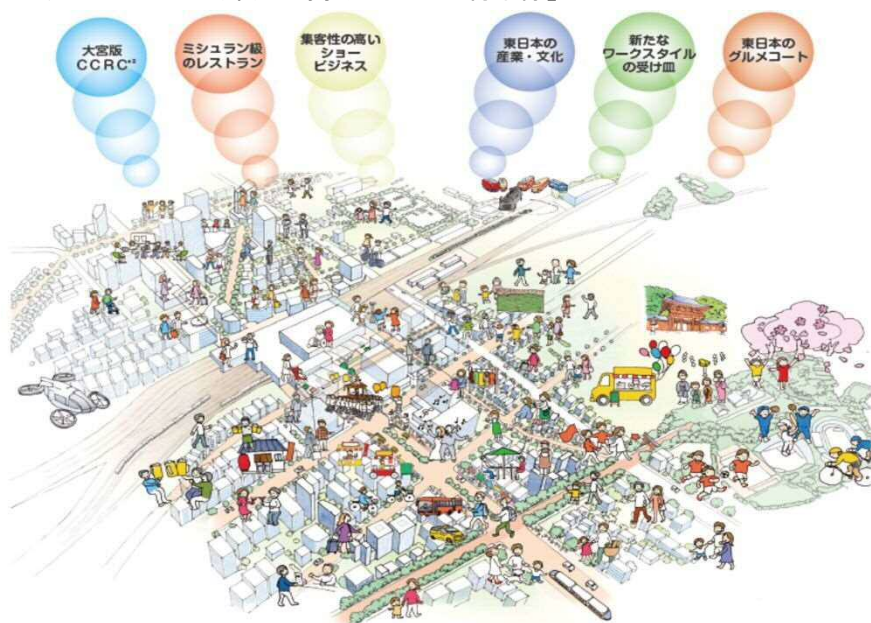 大宮版
CCRC※2
ミシュラン級
のレストラン
集客性の高い
ショー
ビジネス
東日本の
産業・文化
新たな
ワークスタイル
の受け皿
東日本の
グルメコート